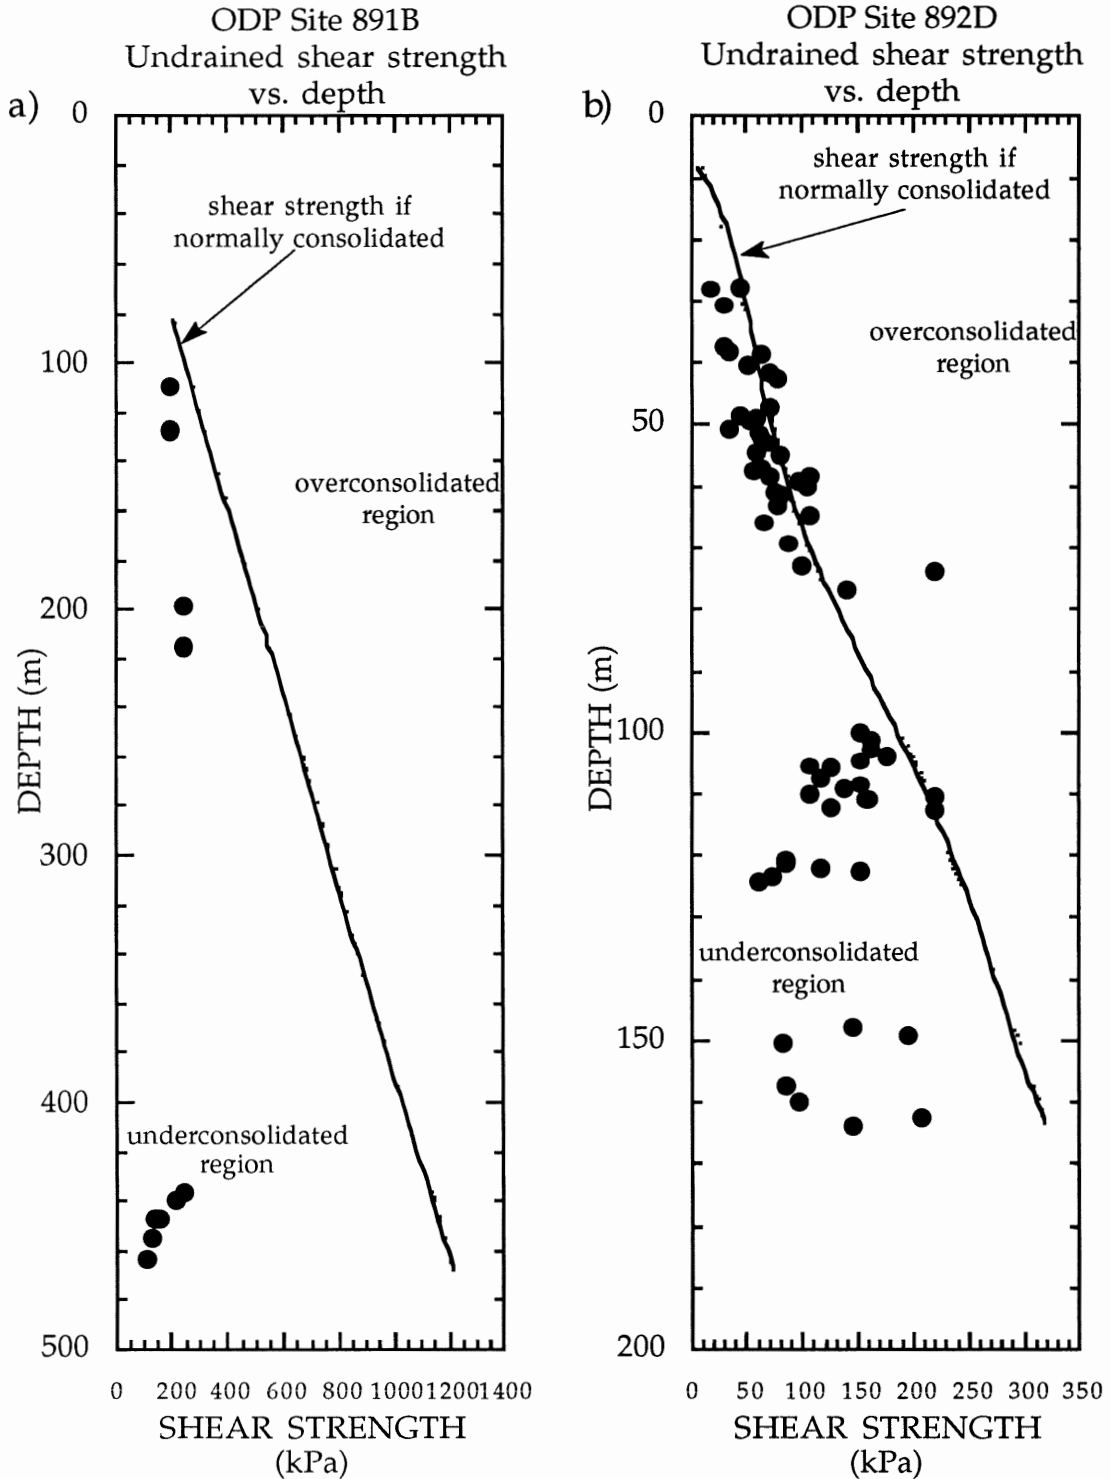 ODP Site 891B
Undrained shear strength
vs. depth
a)
0
100
200
300
400
500
DEPTH (m)
shear strength if
normally consolidated
overconsolidated
region
underconsolidated
region
0 200 400 600 800 1000 1200 1400
SHEAR STRENGTH
(kPa)
ODP Site 892D
Undrained shear strength
vs. depth
b)
0
50
100
150
200
DEPTH (m)
shear strength if
normally consolidated
overconsolidated
region
underconsolidated
region
0 50 100 150 200 250 300 350
SHEAR STRENGTH
(kPa)